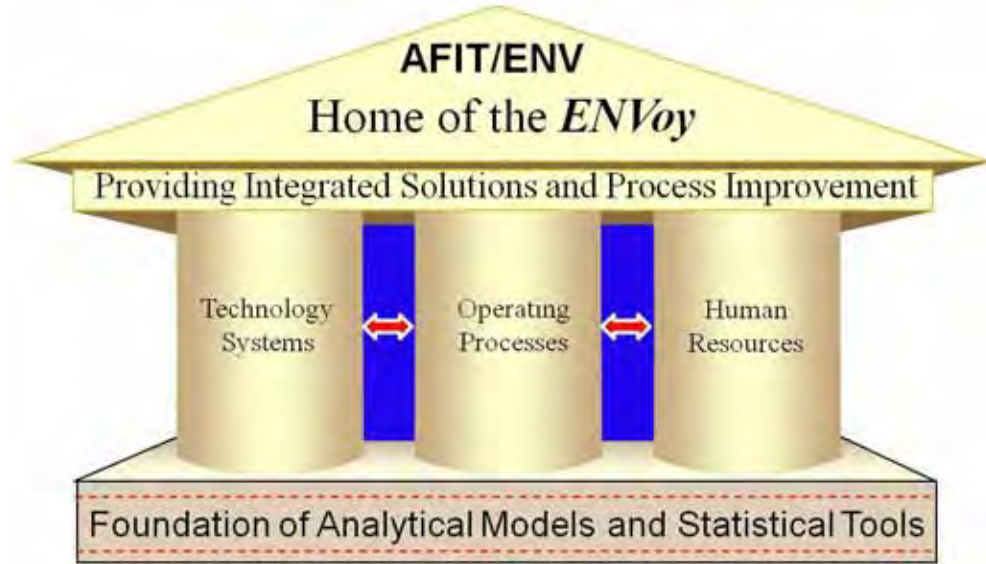 AFIT/ENV
Home of the ENVoy
Providing Integrated Solutions and Process Improvement
Technology
Systems
Operating
Processes
Human
Resources
Foundation of Analytical Models and Statistical Tools